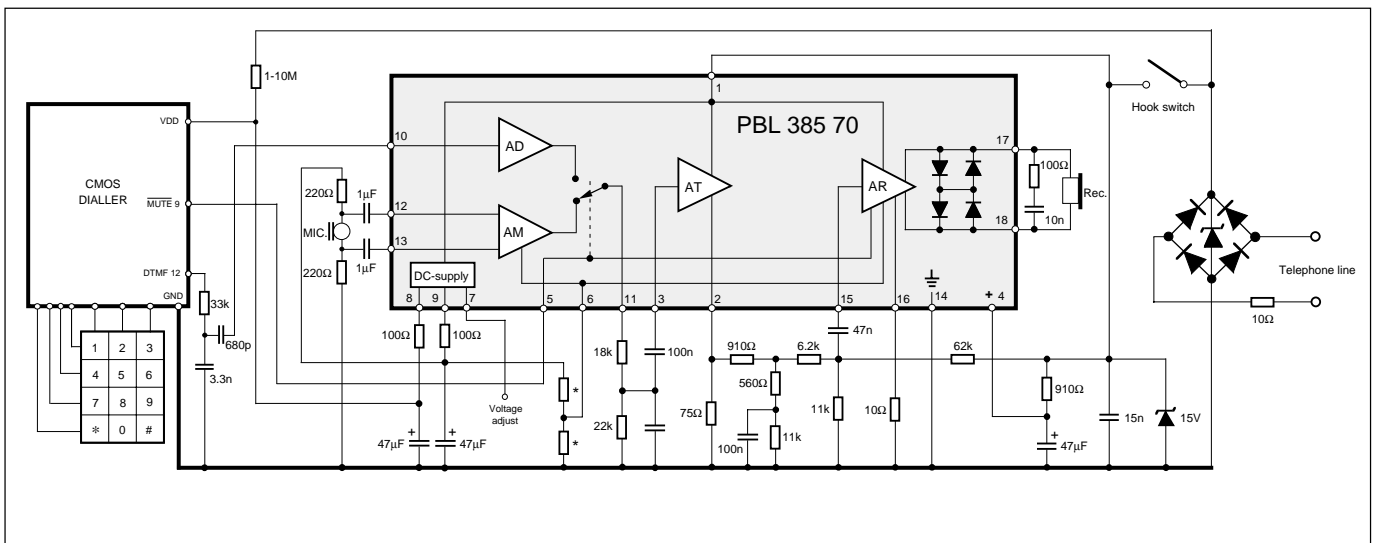 1-10M
VDD
CMOS
DIALLER
MUTE 9
DTMF 12
GND
33k
680p
3.3n
1 2 3
4 5 6
7 8 9
* 0 #
220Ω
MIC.
220Ω
1µF
1µF
10
12
13
AD
AM
DC-supply
8
9
7
5
6
11
3
2
15
16
14
+ 4
1
PBL 385 70
AT
AR
17
18
100Ω
10n
Rec.
Hook switch
Telephone line
10Ω
100Ω
100Ω
Voltage
adjust
+
47µF
+
47µF
*
*
18k
22k
100n
75Ω
910Ω
560Ω
100n
11k
6.2k
47n
11k
10Ω
62k
910Ω
+
47µF
15n
15V